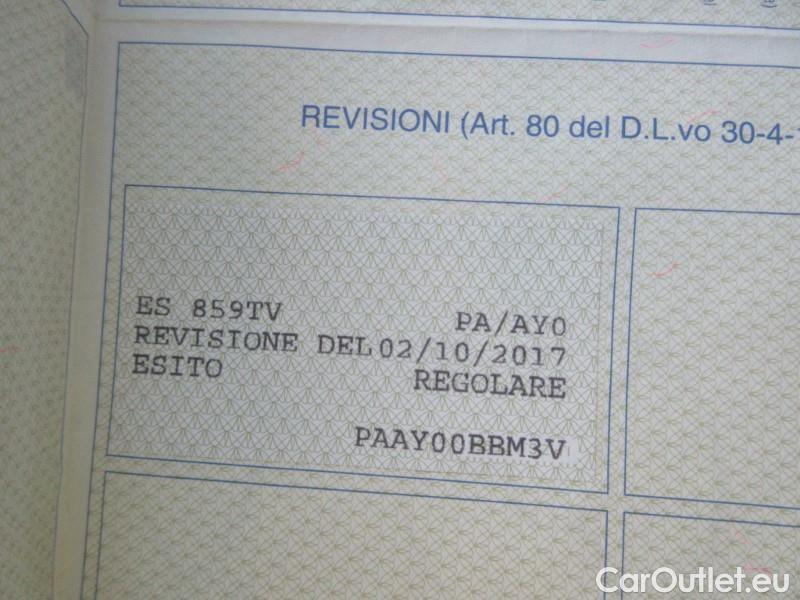 REVISIONI (Art. 80 del D.L.vo 30-4-
ES 859TV PA/AY0
REVISIONE DEL 02/10/2017
ESITO REGOLARE
PAAY00BBM3V
CarOutlet.eu